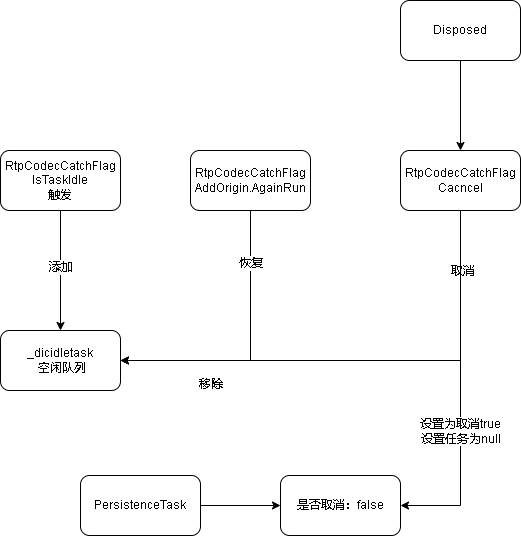 Disposed
RtpCodecCatchFlag
IsTaskIdle
触发
RtpCodecCatchFlag
AddOrigin.AgainRun
RtpCodecCatchFlag
Cacncel
添加
恢复
取消
_dicidletask
空闲队列
移除
设置为取消true
设置任务为null
PersistenceTask
是否取消：false